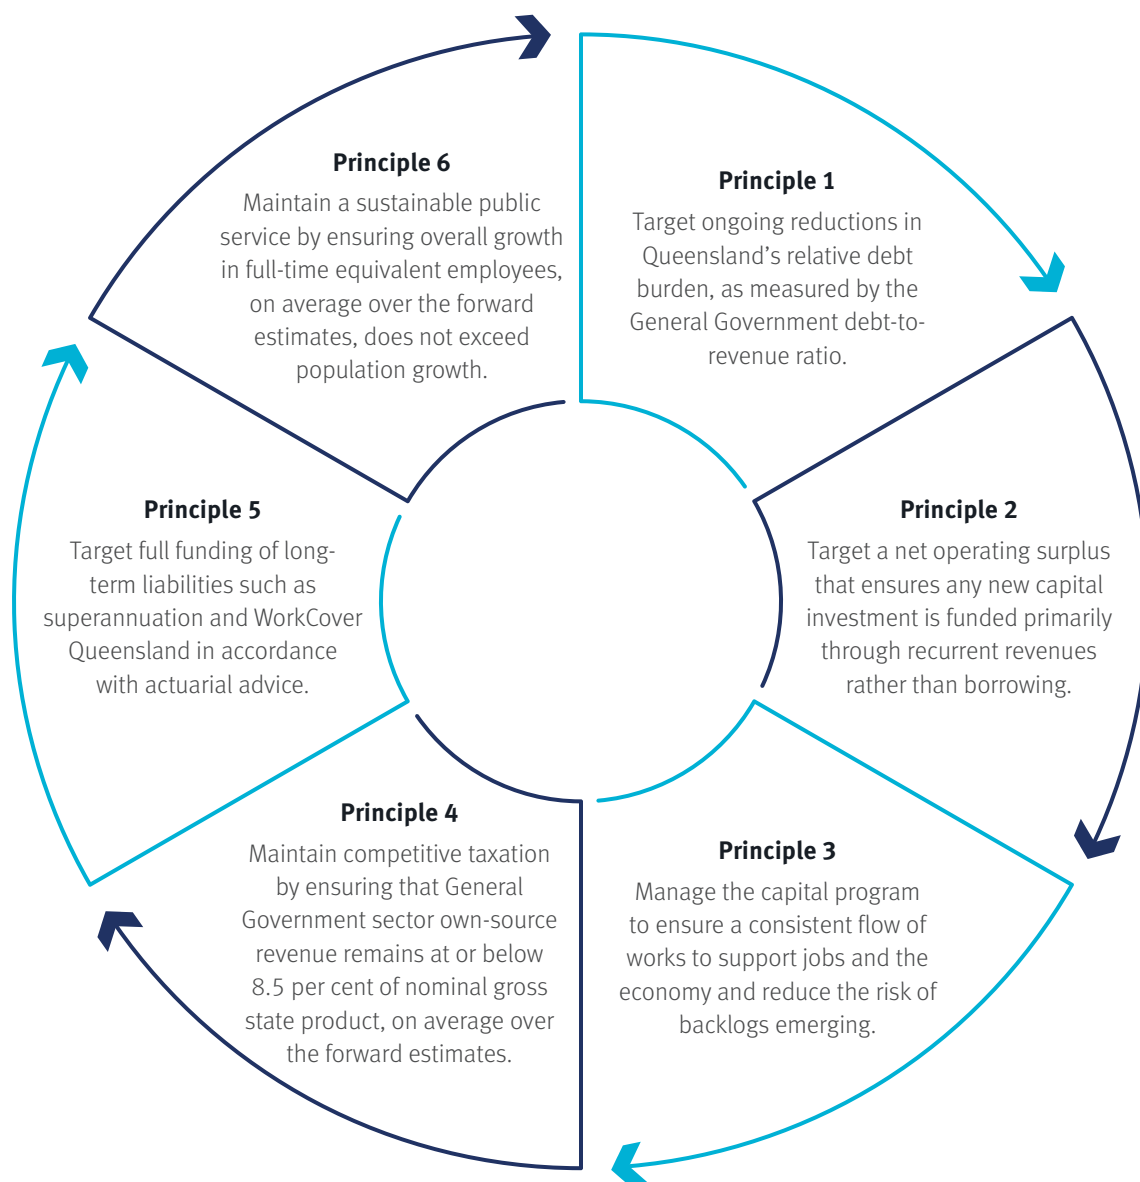 Principle 1
Target ongoing reductions in
Queensland’s relative debt
burden, as measured by the
General Government debt-to-
revenue ratio.
Principle 2
Target a net operating surplus
that ensures any new capital
investment is funded primarily
through recurrent revenues
rather than borrowing.
Principle 3
Manage the capital program
to ensure a consistent flow of
works to support jobs and the
economy and reduce the risk of
backlogs emerging.
Principle 4
Maintain competitive taxation
by ensuring that General
Government sector own-source
revenue remains at or below
8.5 per cent of nominal gross
state product, on average over
the forward estimates.
Principle 5
Target full funding of long-
term liabilities such as
superannuation and WorkCover
Queensland in accordance
with actuarial advice.
Principle 6
Maintain a sustainable public
service by ensuring overall growth
in full-time equivalent employees,
on average over the forward
estimates, does not exceed
population growth.